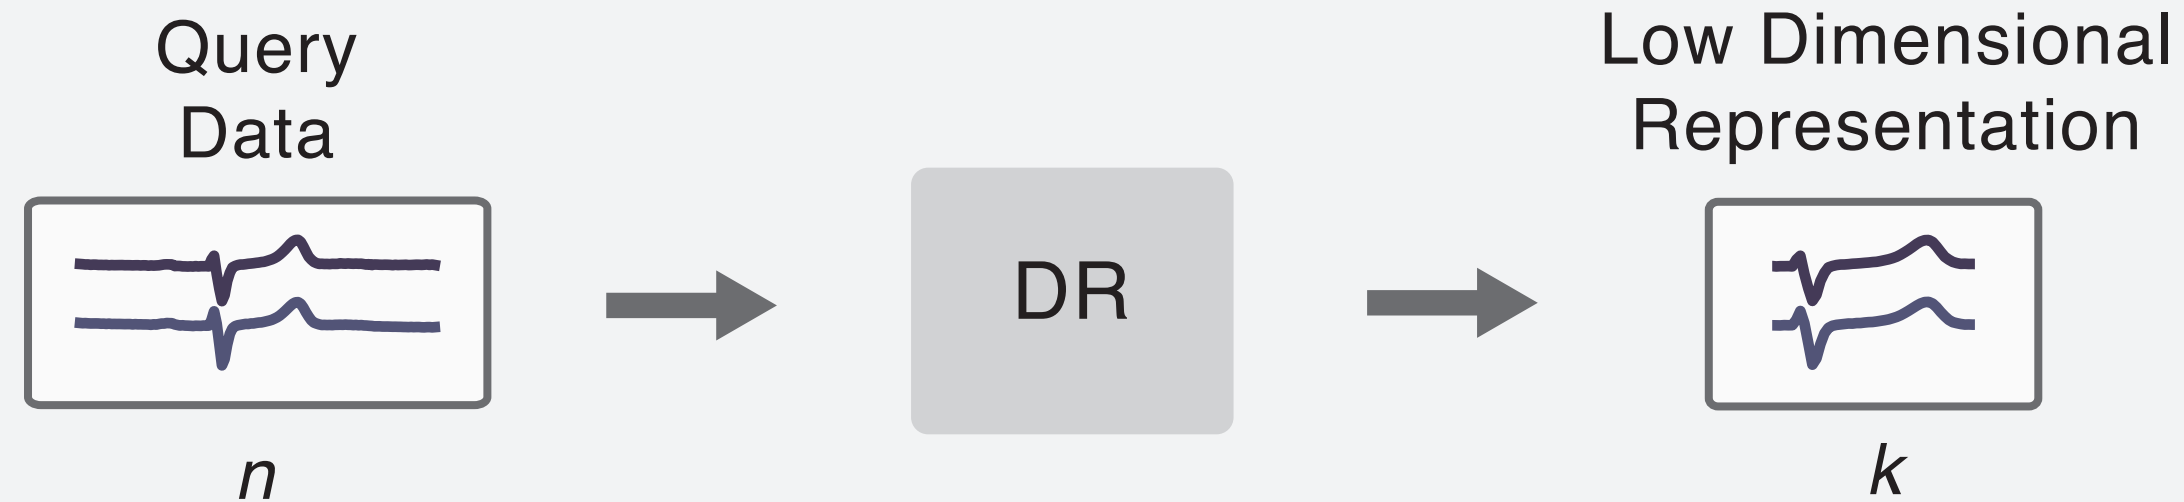 Query
Data
n
DR
Low Dimensional
Representation
k